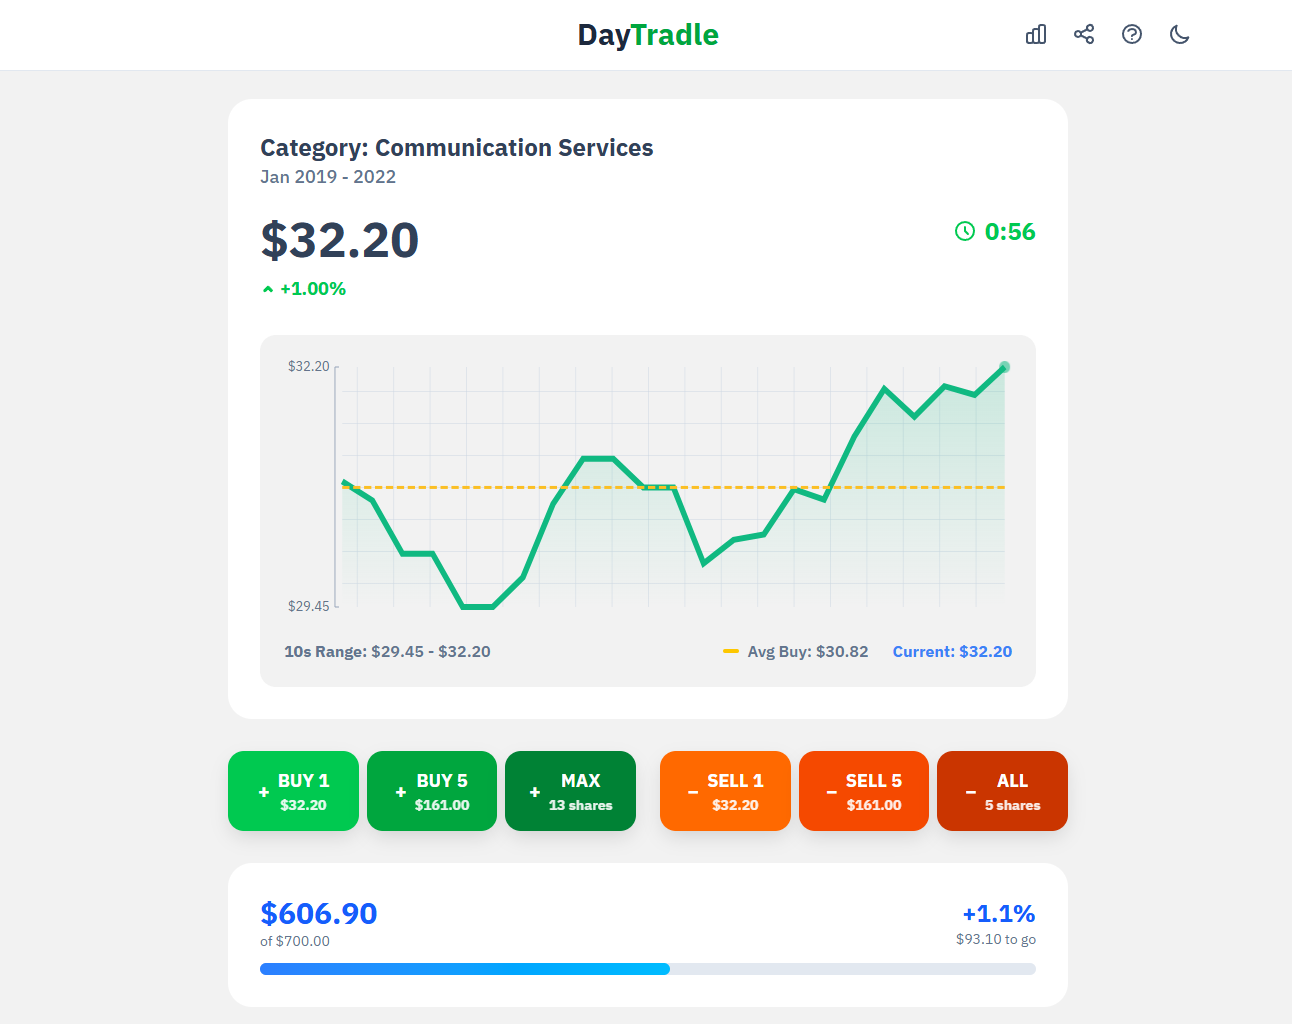 DayTradle
Category: Communication Services
Jan 2019 - 2022
$32.20
0:56
+1.00%
$32.20
$29.45
10s Range: $29.45 - $32.20
Avg Buy: $30.82
Current: $32.20
+ BUY 1
$32.20
+ BUY 5
$161.00
+ MAX
13 shares
− SELL 1
$32.20
− SELL 5
$161.00
− ALL
5 shares
$606.90
+1.1%
of $700.00
$93.10 to go